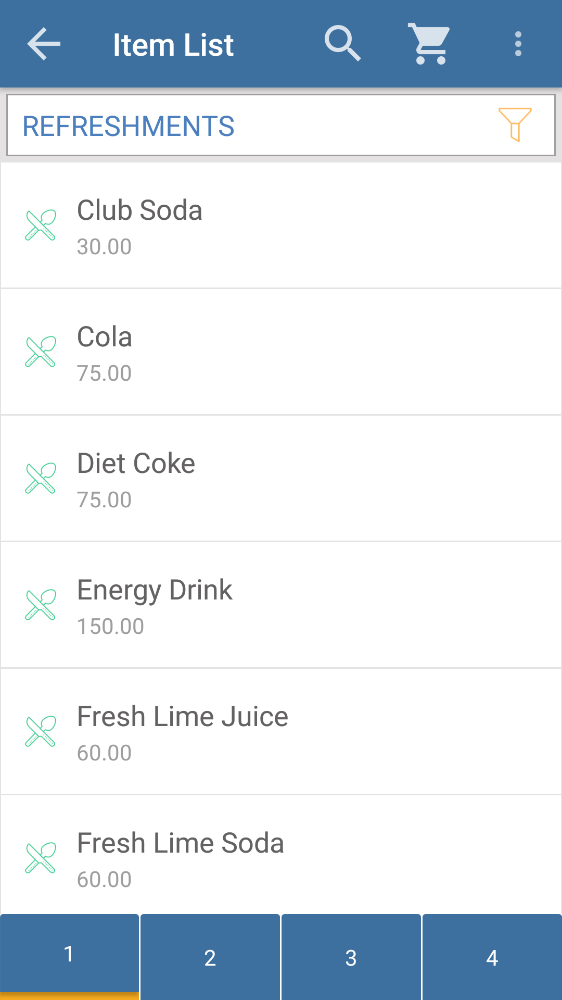 Item List
REFRESHMENTS
Club Soda
30.00
Cola
75.00
Diet Coke
75.00
Energy Drink
150.00
Fresh Lime Juice
60.00
Fresh Lime Soda
60.00
1 2 3 4